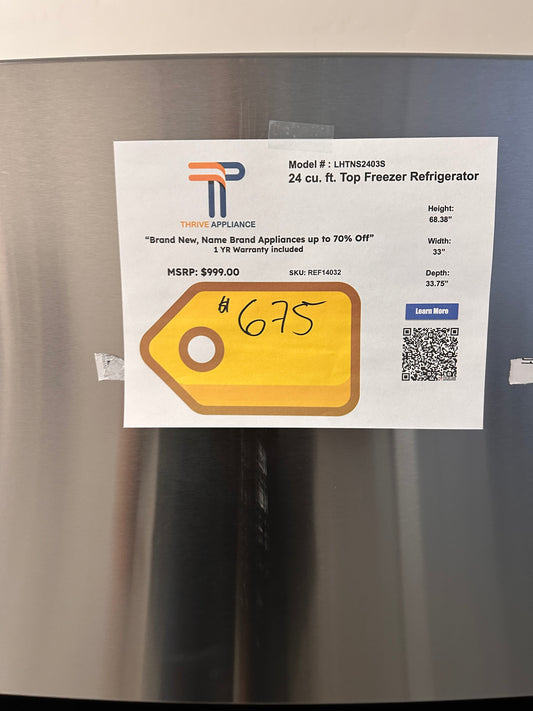 Model # : LHTNS2403S
24 cu. ft. Top Freezer Refrigerator
THRIVE APPLIANCE
"Brand New, Name Brand Appliances up to 70% Off"
1 YR Warranty included
MSRP: $999.00
SKU: REF14032
$675
Height:
68.38"
Width:
33"
Depth:
33.75"
Learn More